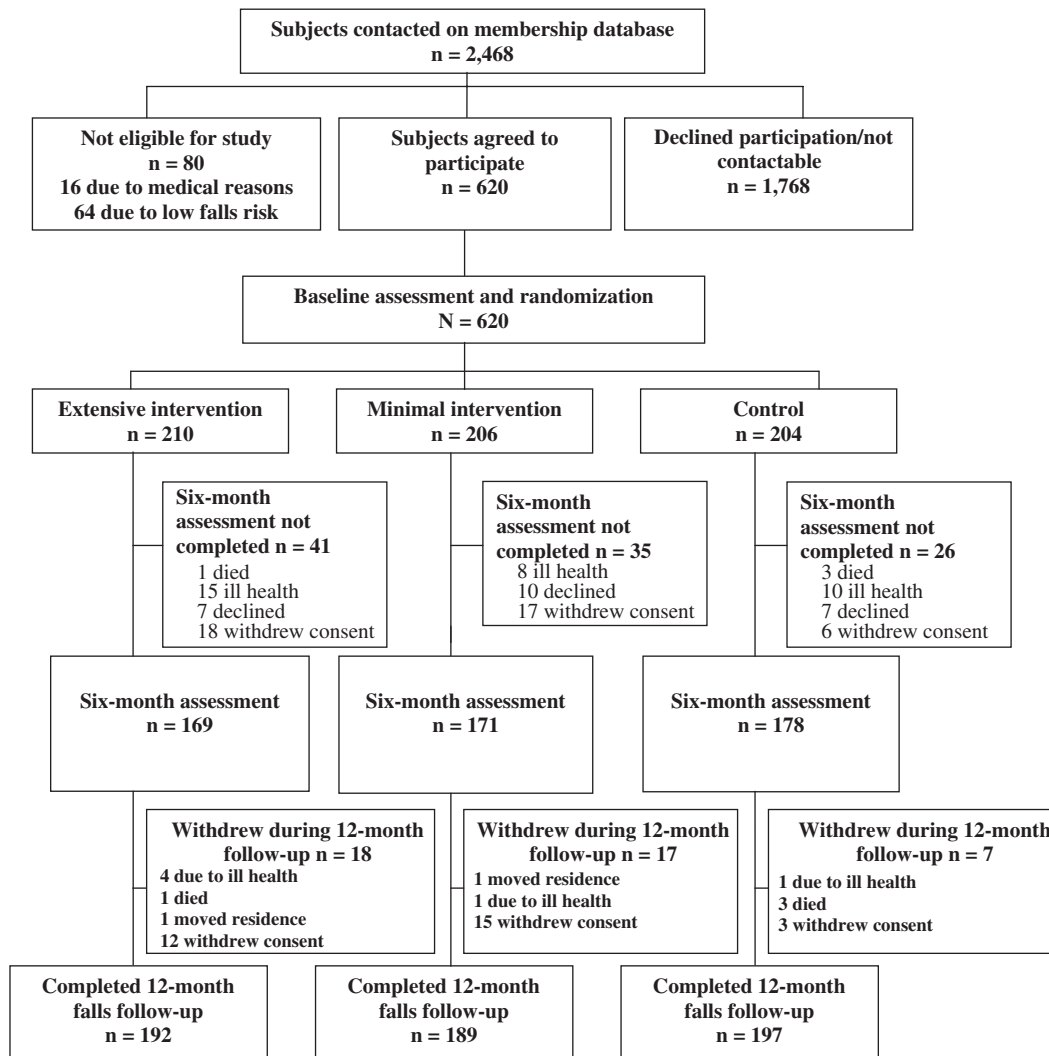 Subjects contacted on membership database
n = 2,468
Not eligible for study
n = 80
16 due to medical reasons
64 due to low falls risk
Subjects agreed to
participate
n = 620
Declined participation/not
contactable
n = 1,768
Baseline assessment and randomization
N = 620
Extensive intervention
n = 210
Minimal intervention
n = 206
Control
n = 204
Six-month
assessment not
completed n = 41
1 died
15 ill health
7 declined
18 withdrew consent
Six-month
assessment not
completed n = 35
8 ill health
10 declined
17 withdrew consent
Six-month
assessment not
completed n = 26
3 died
10 ill health
7 declined
6 withdrew consent
Six-month assessment
n = 169
Six-month assessment
n = 171
Six-month assessment
n = 178
Withdrew during 12-month
follow-up n = 18
4 due to ill health
1 died
1 moved residence
12 withdrew consent
Withdrew during 12-month
follow-up n = 17
1 moved residence
1 due to ill health
15 withdrew consent
Withdrew during 12-month
follow-up n = 7
1 due to ill health
3 died
3 withdrew consent
Completed 12-month
falls follow-up
n = 192
Completed 12-month
falls follow-up
n = 189
Completed 12-month
falls follow-up
n = 197